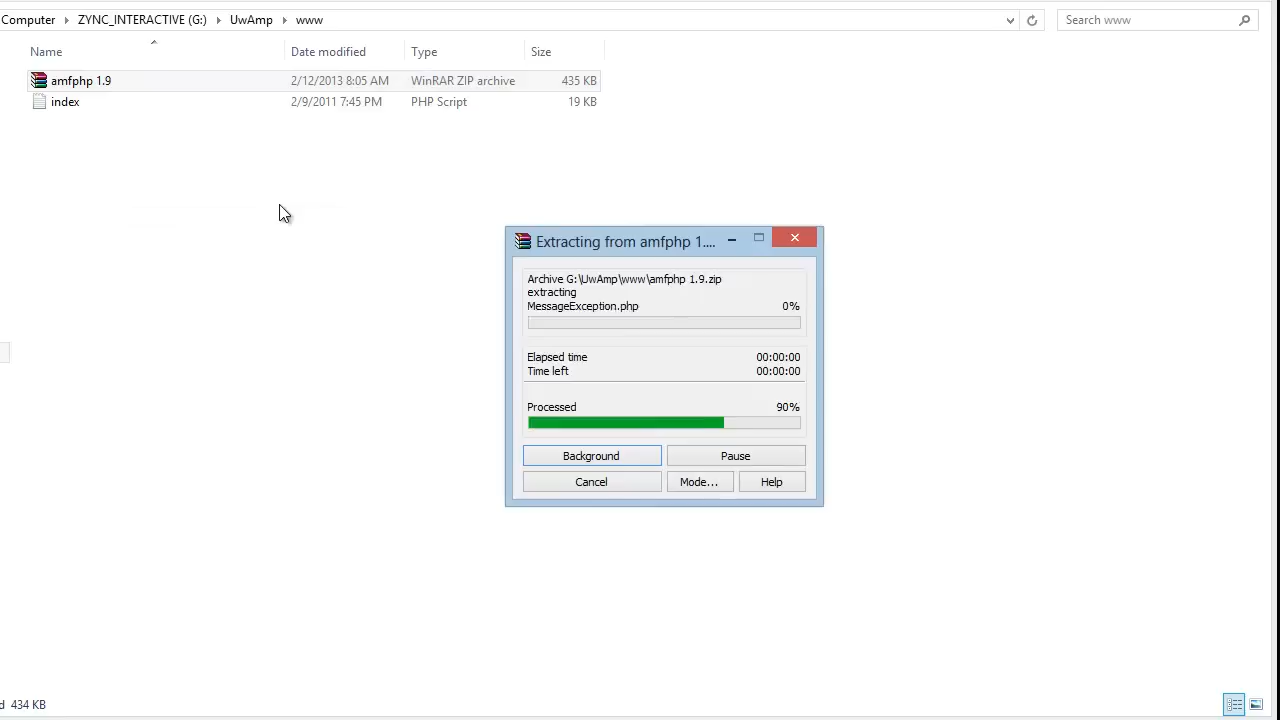 Computer ZYNC_INTERACTIVE (G:) UwAmp www Search www
Name Date modified Type Size
amfphp 1.9 2/12/2013 8:05 AM WinRAR ZIP archive 435 KB
index 2/9/2011 7:45 PM PHP Script 19 KB
Extracting from amfphp 1....
Archive G:\UwAmp\www\amfphp 1.9.zip
extracting
MessageException.php 0%
Elapsed time 00:00:00
Time left 00:00:00
Processed 90%
Background Pause
Cancel Mode... Help
d 434 KB